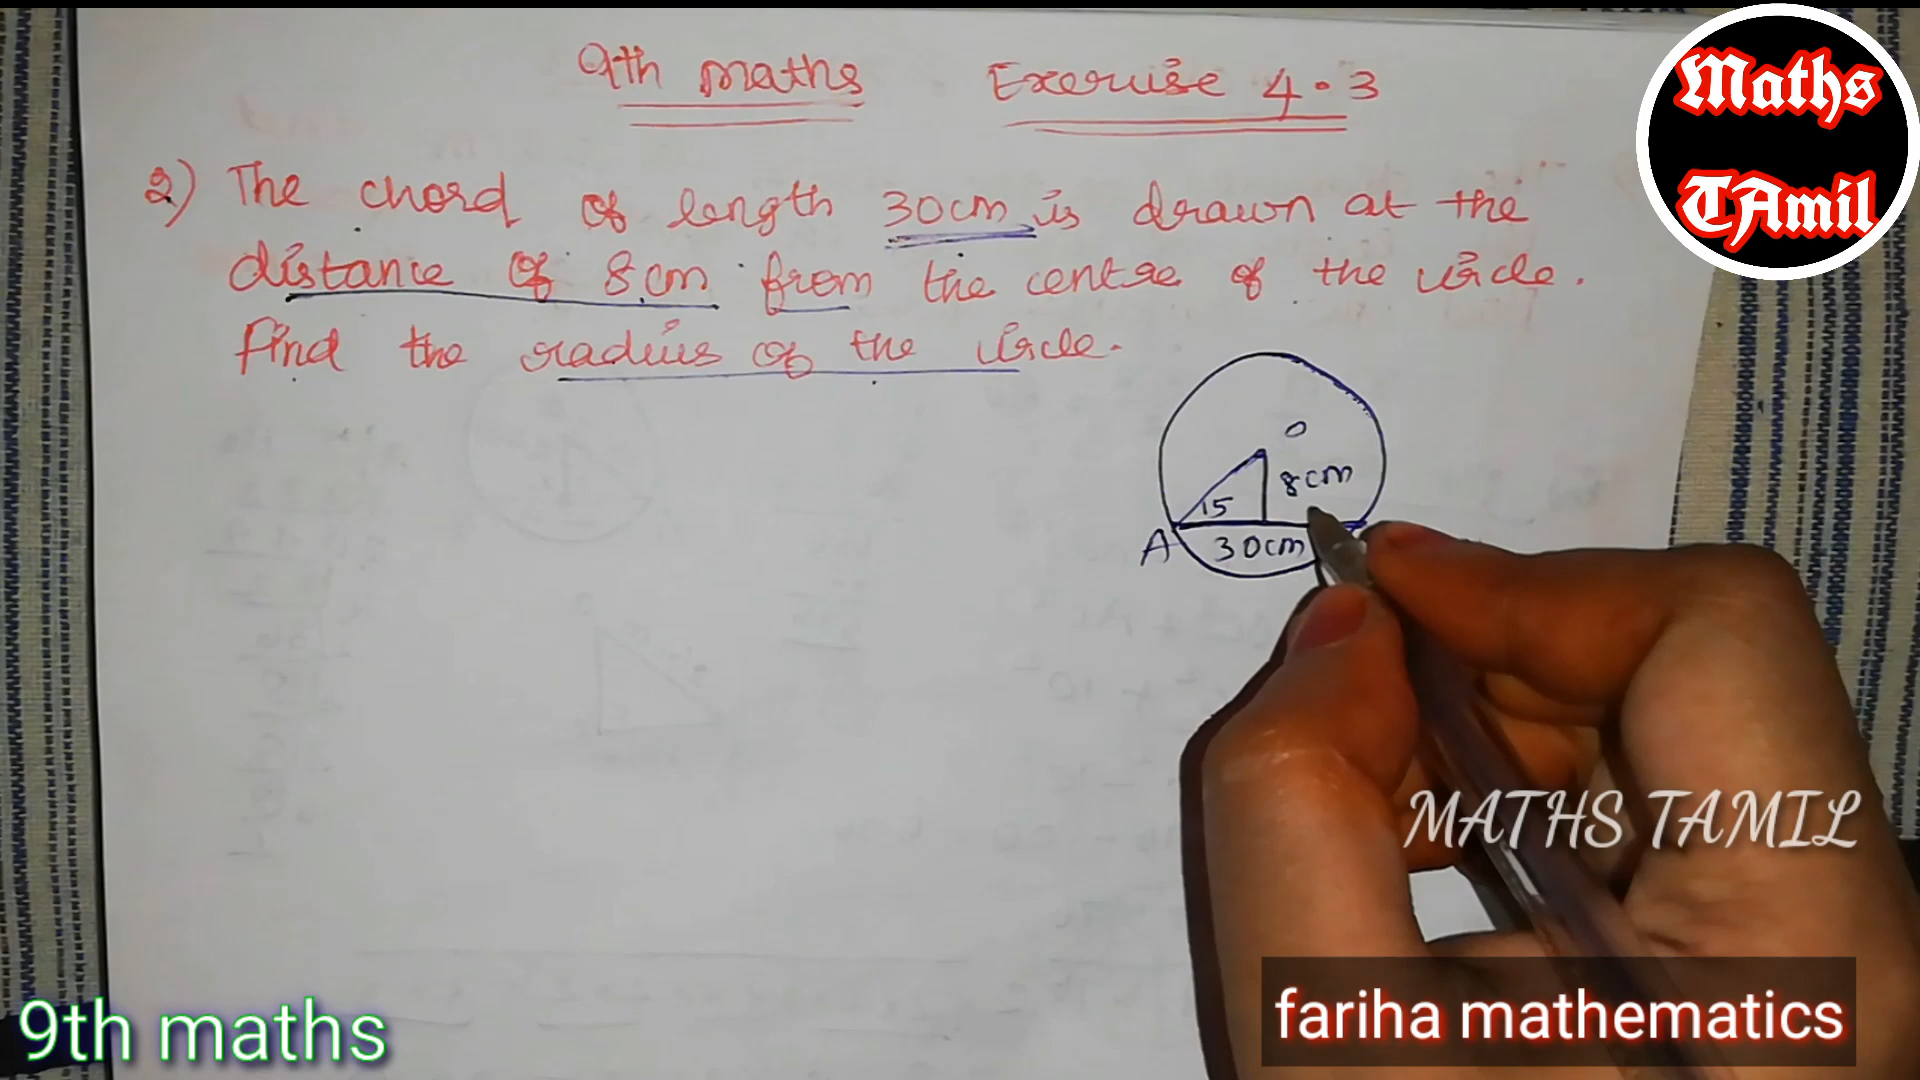 9th maths Exercise 4.3
2) The chord of length 30cm is drawn at the
distance of 8cm from the centre of the circle.
Find the radius of the circle.
O
8cm
15
A 30cm
Maths
TAmil
MATHS TAMIL
fariha mathematics
9th maths